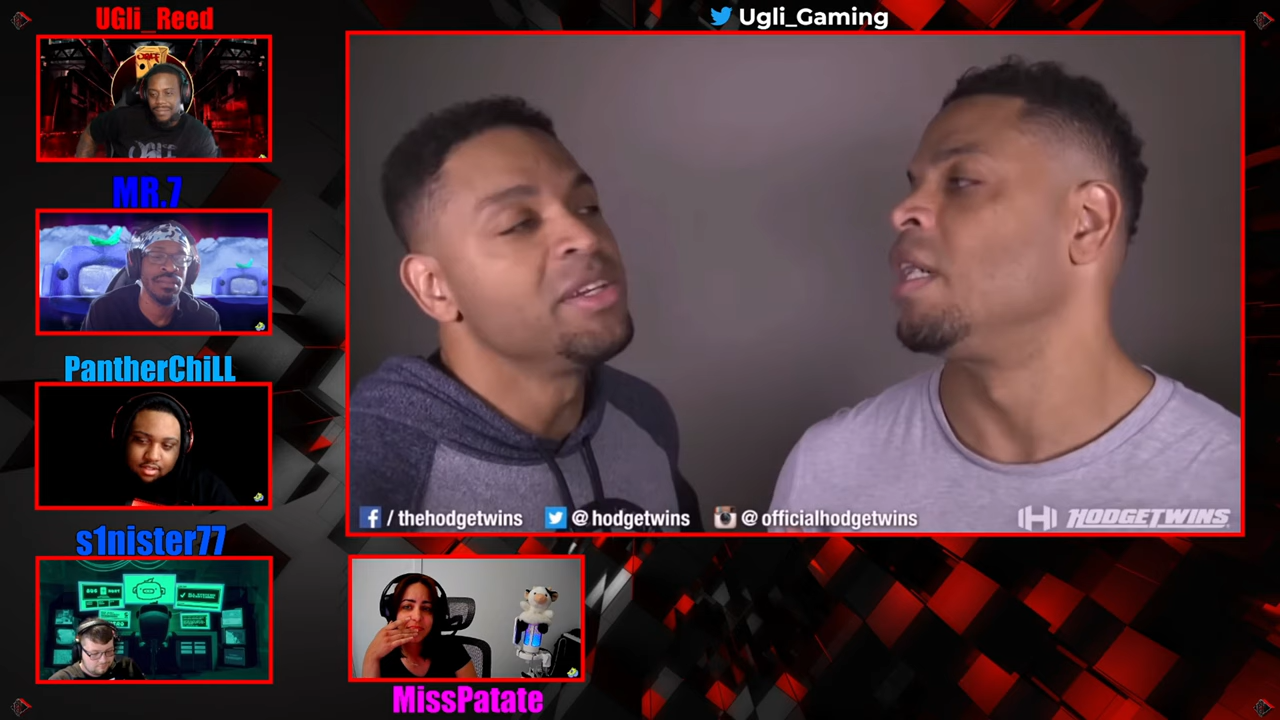 UGli_Reed
Ugli_Gaming
MR.7
PantherChiLL
/ thehodgetwins
@ hodgetwins
@ officialhodgetwins
HODGETWINS
s1nister77
MissPatate